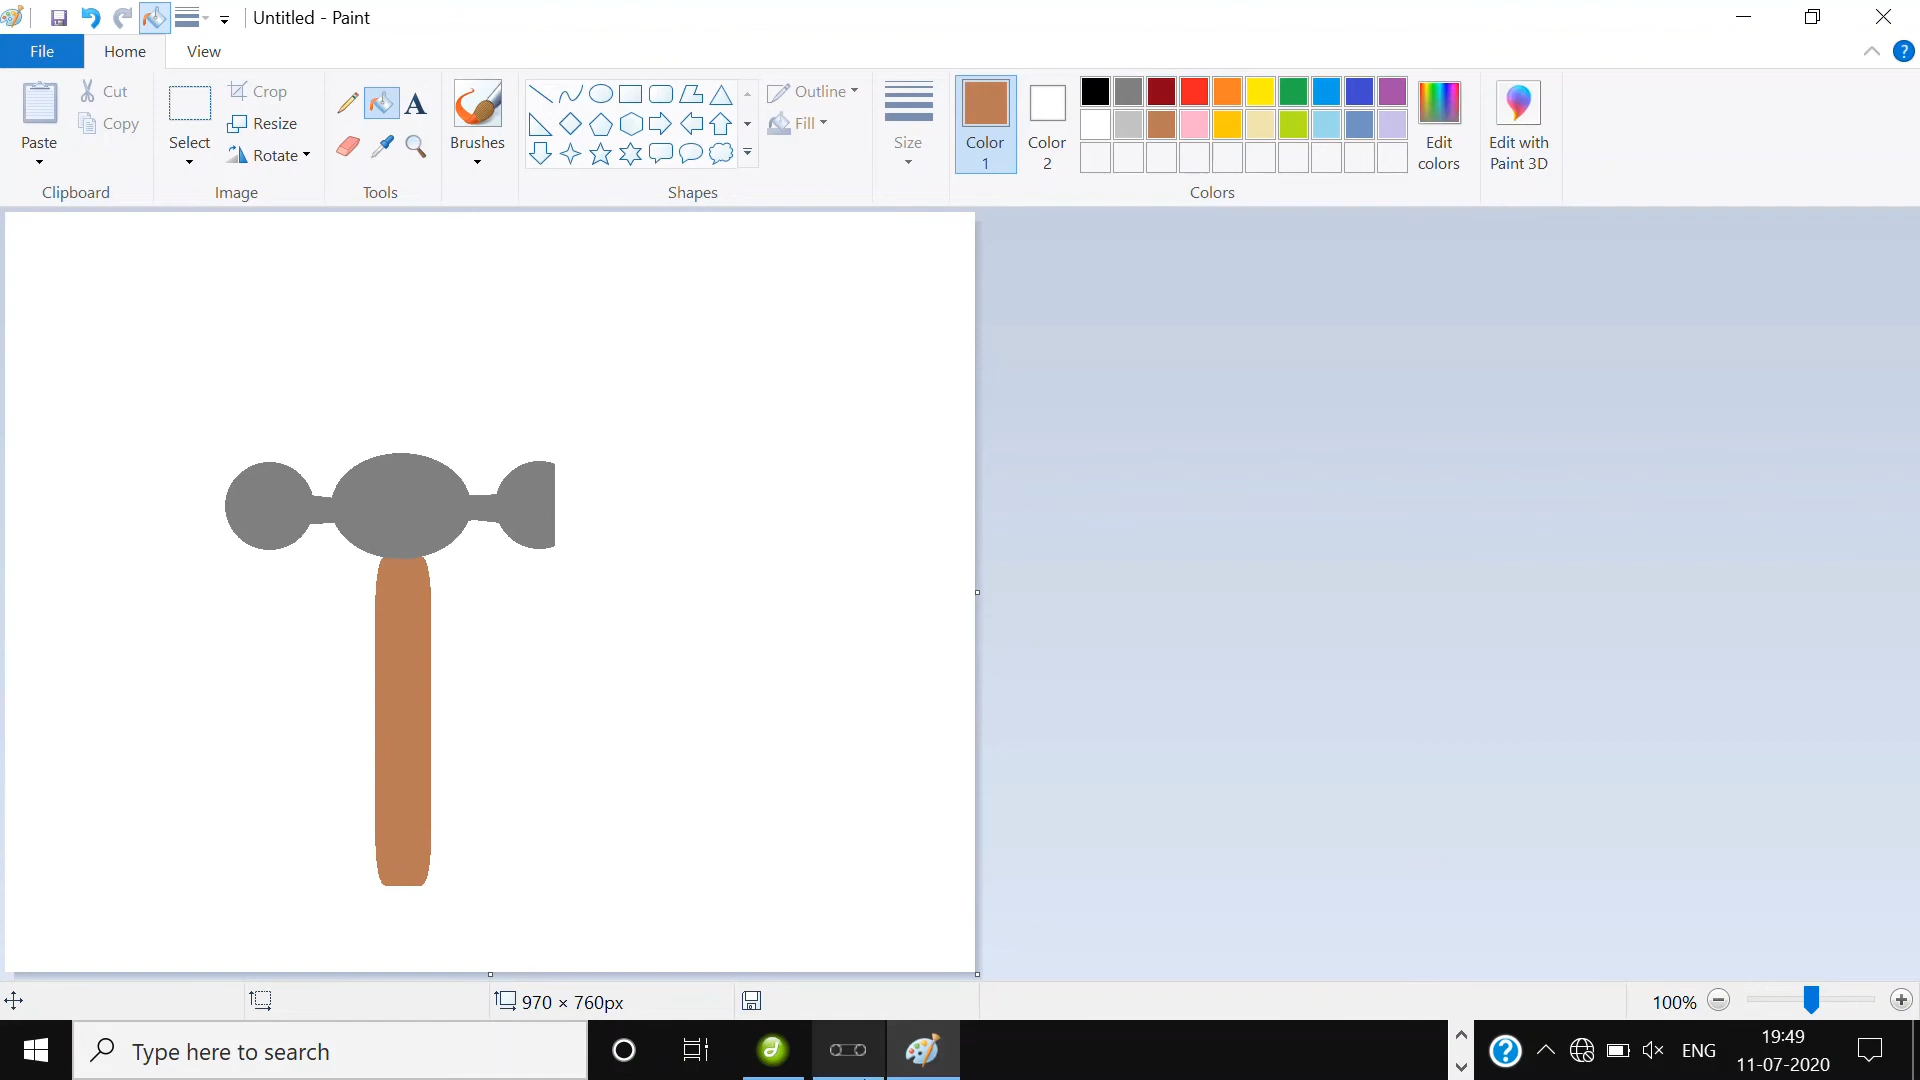 Untitled - Paint
File Home View
Paste
Cut
Copy
Clipboard
Select
Crop
Resize
Rotate
Image
A
Tools
Brushes
Shapes
Outline
Fill
Size
Color 1
Color 2
Colors
Edit colors
Edit with Paint 3D
?
970 × 760px
100%
Type here to search
?
ENG
19:49
11-07-2020